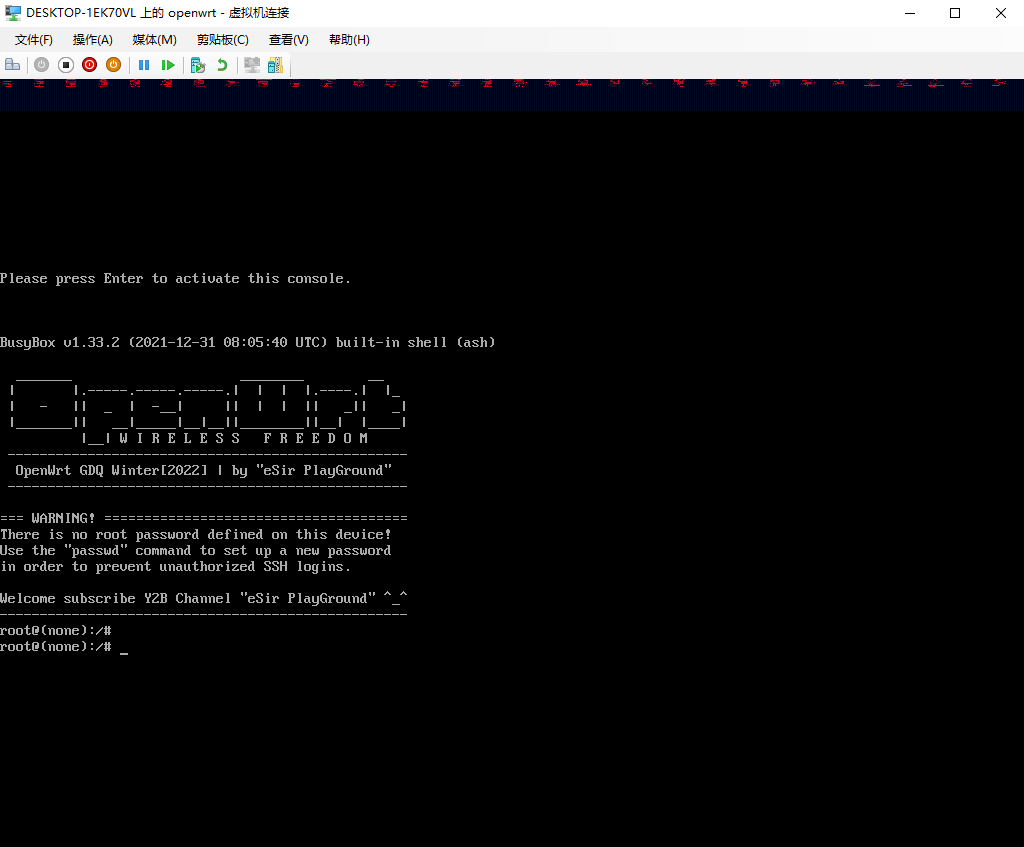 DESKTOP-1EK70VL 上的 openwrt - 虚拟机连接
文件(F) 操作(A) 媒体(M) 剪贴板(C) 查看(V) 帮助(H)
Please press Enter to activate this console.
BusyBox v1.33.2 (2021-12-31 08:05:40 UTC) built-in shell (ash)
OpenWrt
W I R E L E S S   F R E E D O M
OpenWrt GDQ Winter[2022] | by "eSir PlayGround"
=== WARNING! =====================================
There is no root password defined on this device!
Use the "passwd" command to set up a new password
in order to prevent unauthorized SSH logins.
Welcome subscribe Y2B Channel "eSir PlayGround" ^_^
root@(none):/#
root@(none):/# _